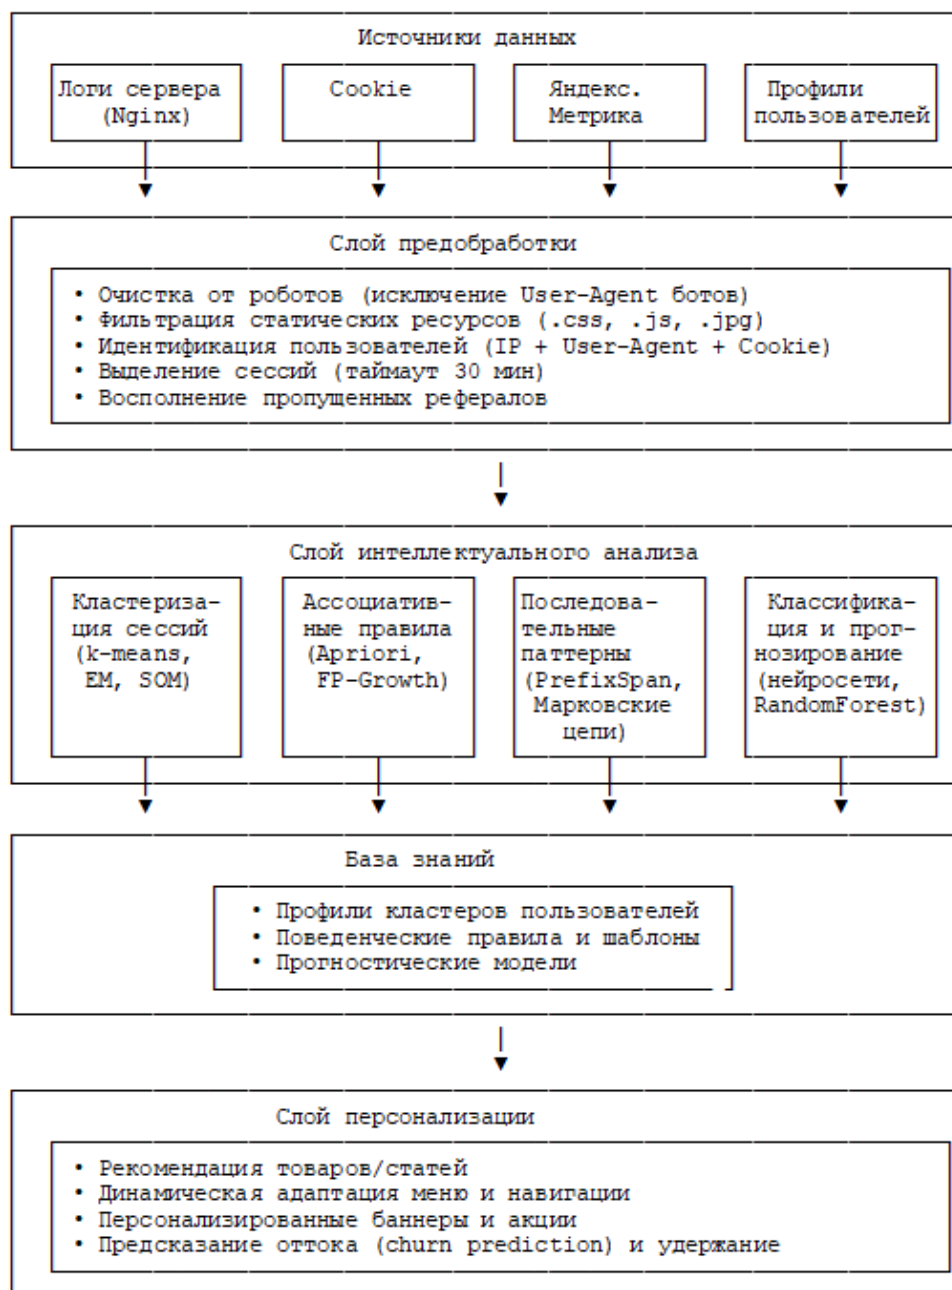 Источники данных
Логи сервера
(Nginx)
Cookie
Яндекс.
Метрика
Профили
пользователей
Слой предобработки
• Очистка от роботов (исключение User-Agent ботов)
• Фильтрация статических ресурсов (.css, .js, .jpg)
• Идентификация пользователей (IP + User-Agent + Cookie)
• Выделение сессий (таймаут 30 мин)
• Восполнение пропущенных рефералов
Слой интеллектуального анализа
Кластериза-
ция сессий
(k-means,
EM, SOM)
Ассоциатив-
ные правила
(Apriori,
FP-Growth)
Последова-
тельные
паттерны
(PrefixSpan,
Марковские
цепи)
Классифика-
ция и прог-
нозирование
(нейросети,
RandomForest)
База знаний
• Профили кластеров пользователей
• Поведенческие правила и шаблоны
• Прогностические модели
Слой персонализации
• Рекомендация товаров/статей
• Динамическая адаптация меню и навигации
• Персонализированные баннеры и акции
• Предсказание оттока (churn prediction) и удержание